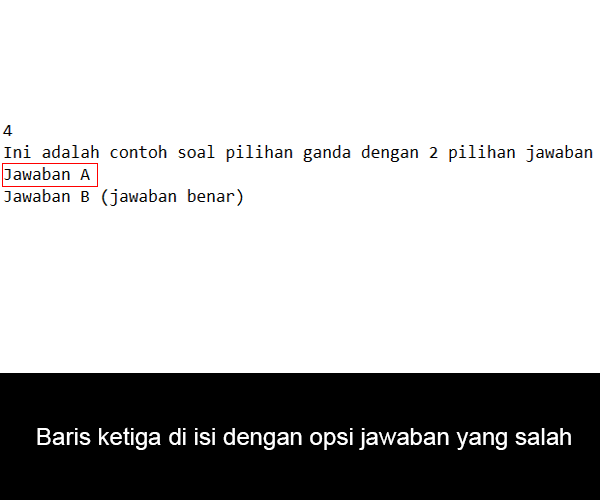 4
Ini adalah contoh soal pilihan ganda dengan 2 pilihan jawaban
Jawaban A
Jawaban B (jawaban benar)
Baris ketiga di isi dengan opsi jawaban yang salah